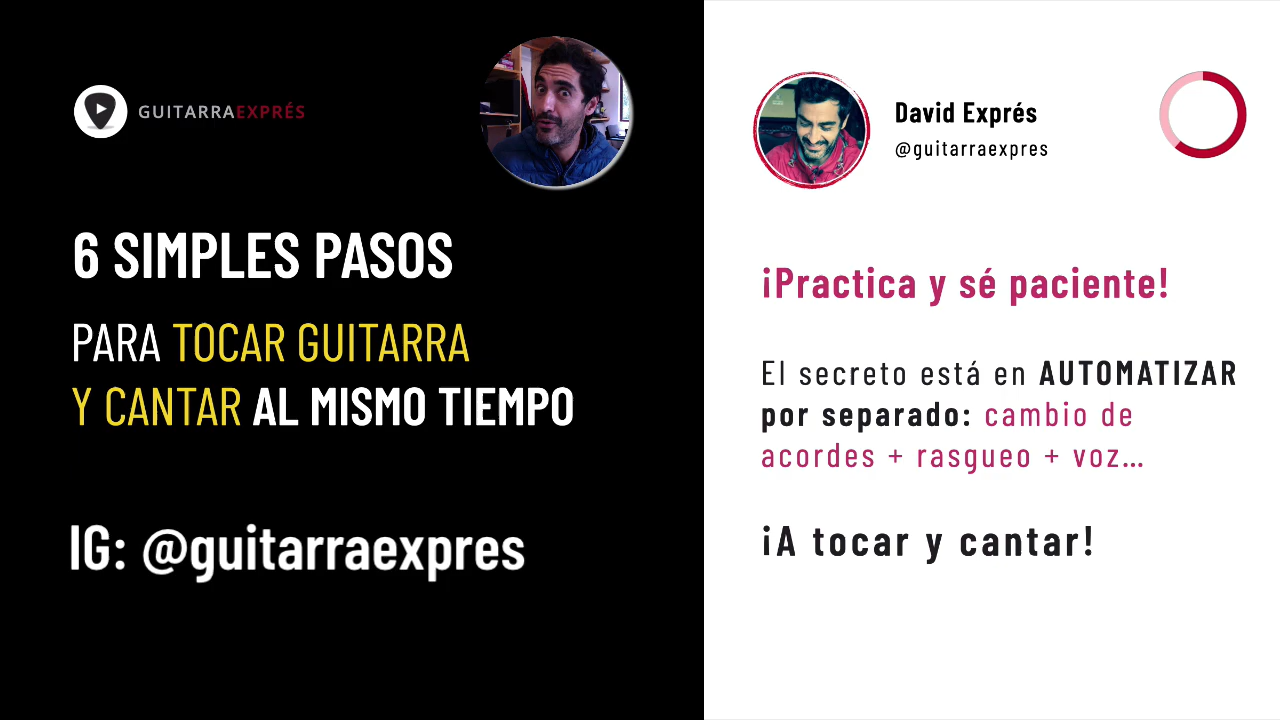 GUITARRAEXPRÉS
6 SIMPLES PASOS
PARA TOCAR GUITARRA
Y CANTAR AL MISMO TIEMPO
IG: @guitarraexpres
David Exprés
@guitarraexpres
¡Practica y sé paciente!
El secreto está en AUTOMATIZAR
por separado: cambio de
acordes + rasgueo + voz...
¡A tocar y cantar!